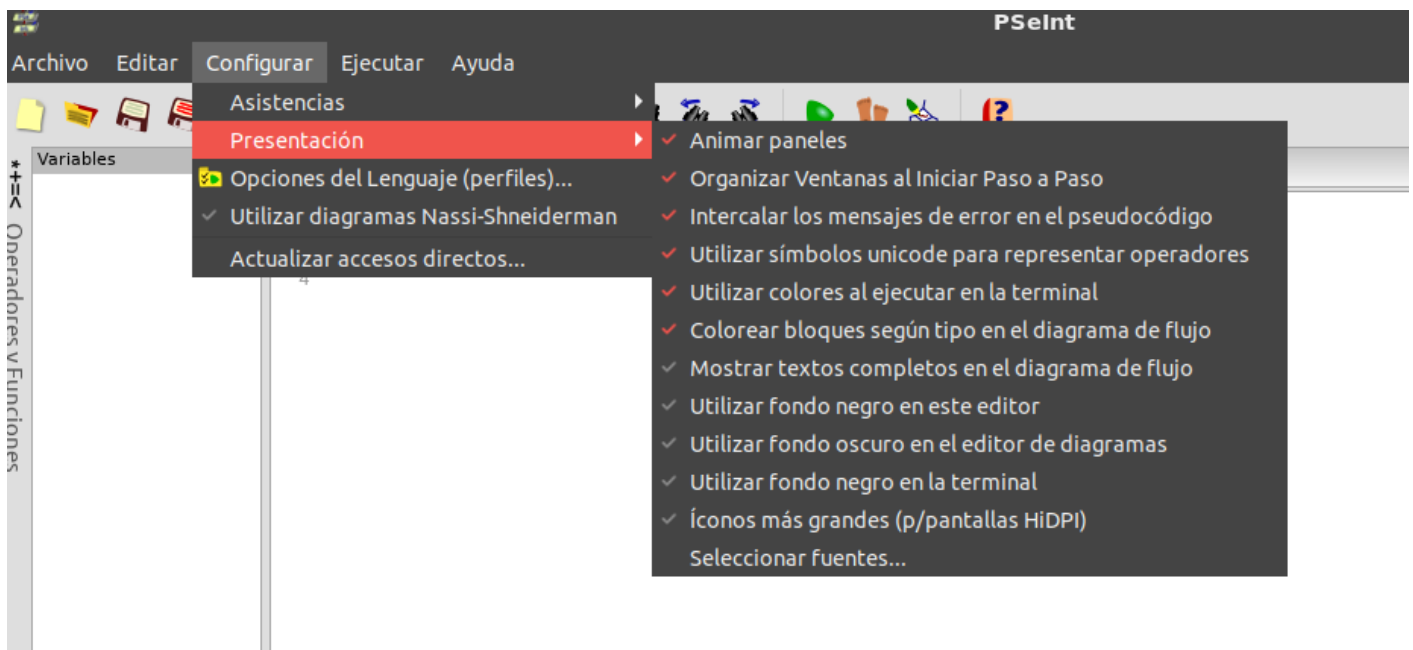 PSeInt
Archivo Editar Configurar Ejecutar Ayuda
Asistencias
Presentación
Opciones del Lenguaje (perfiles)...
Utilizar diagramas Nassi-Shneiderman
Actualizar accesos directos...
Animar paneles
Organizar Ventanas al Iniciar Paso a Paso
Intercalar los mensajes de error en el pseudocódigo
Utilizar símbolos unicode para representar operadores
Utilizar colores al ejecutar en la terminal
Colorear bloques según tipo en el diagrama de flujo
Mostrar textos completos en el diagrama de flujo
Utilizar fondo negro en este editor
Utilizar fondo oscuro en el editor de diagramas
Utilizar fondo negro en la terminal
Íconos más grandes (p/pantallas HiDPI)
Seleccionar fuentes...
Variables
*+=< Operadores y Funciones
4